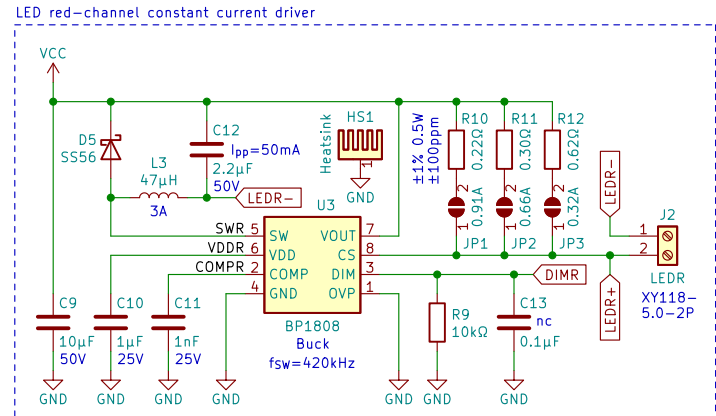 LED red-channel constant current driver
VCC
D5
SS56
C12
Ipp=50mA
2.2µF
50V
L3
47µH
3A
LEDR-
Heatsink
HS1
1
GND
±1% 0.5W
±100ppm
R10
0.22Ω
R11
0.30Ω
R12
0.62Ω
2
0.91A
1
JP1
2
0.66A
1
JP2
2
0.32A
1
JP3
LEDR-
J2
1
2
LEDR
XY118-
5.0-2P
LEDR+
U3
SWR 5 SW
VDDR 6 VDD
COMPR 2 COMP
4 GND
VOUT 7
CS 8
DIM 3
OVP 1
BP1808
Buck
fsw=420kHz
DIMR
C9
10µF
50V
C10
1µF
25V
C11
1nF
25V
R9
10kΩ
C13
nc
0.1µF
GND
GND
GND
GND
GND
GND
GND